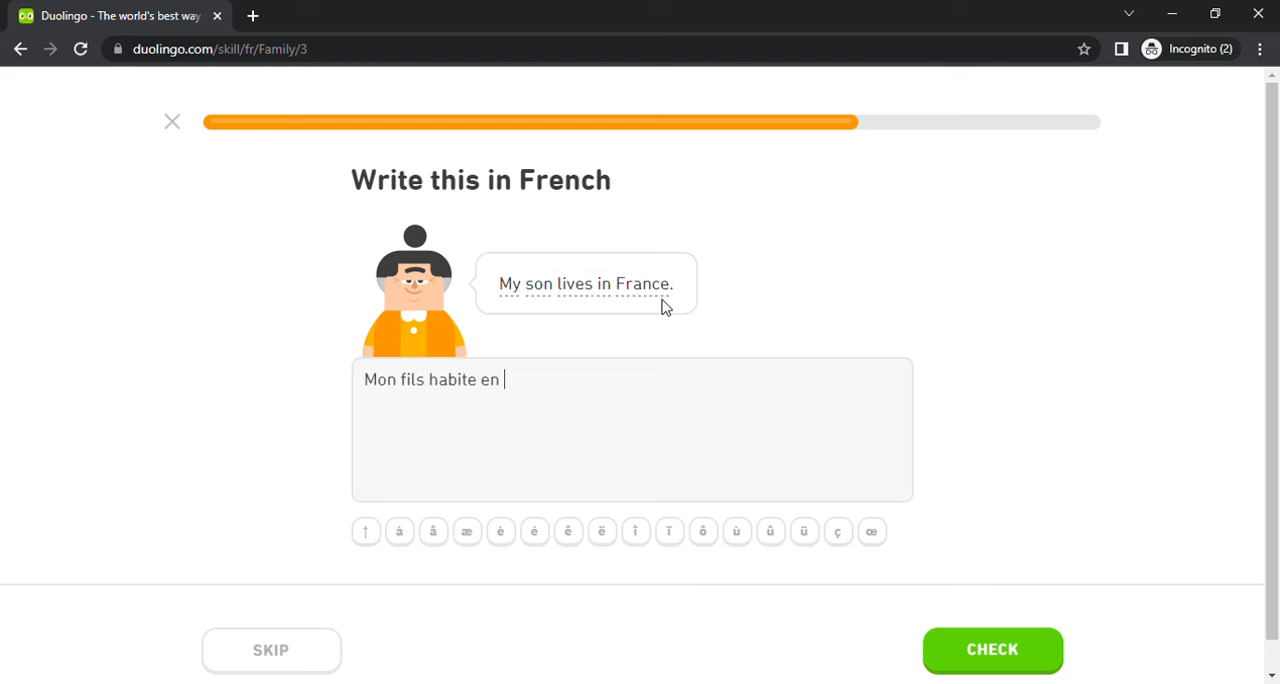 Duolingo - The world's best way
duolingo.com/skill/fr/Family/3
Incognito (2)
Write this in French
My son lives in France.
Mon fils habite en
↑ à â æ è é ê ë î ï ô ù û ü ç œ
SKIP
CHECK